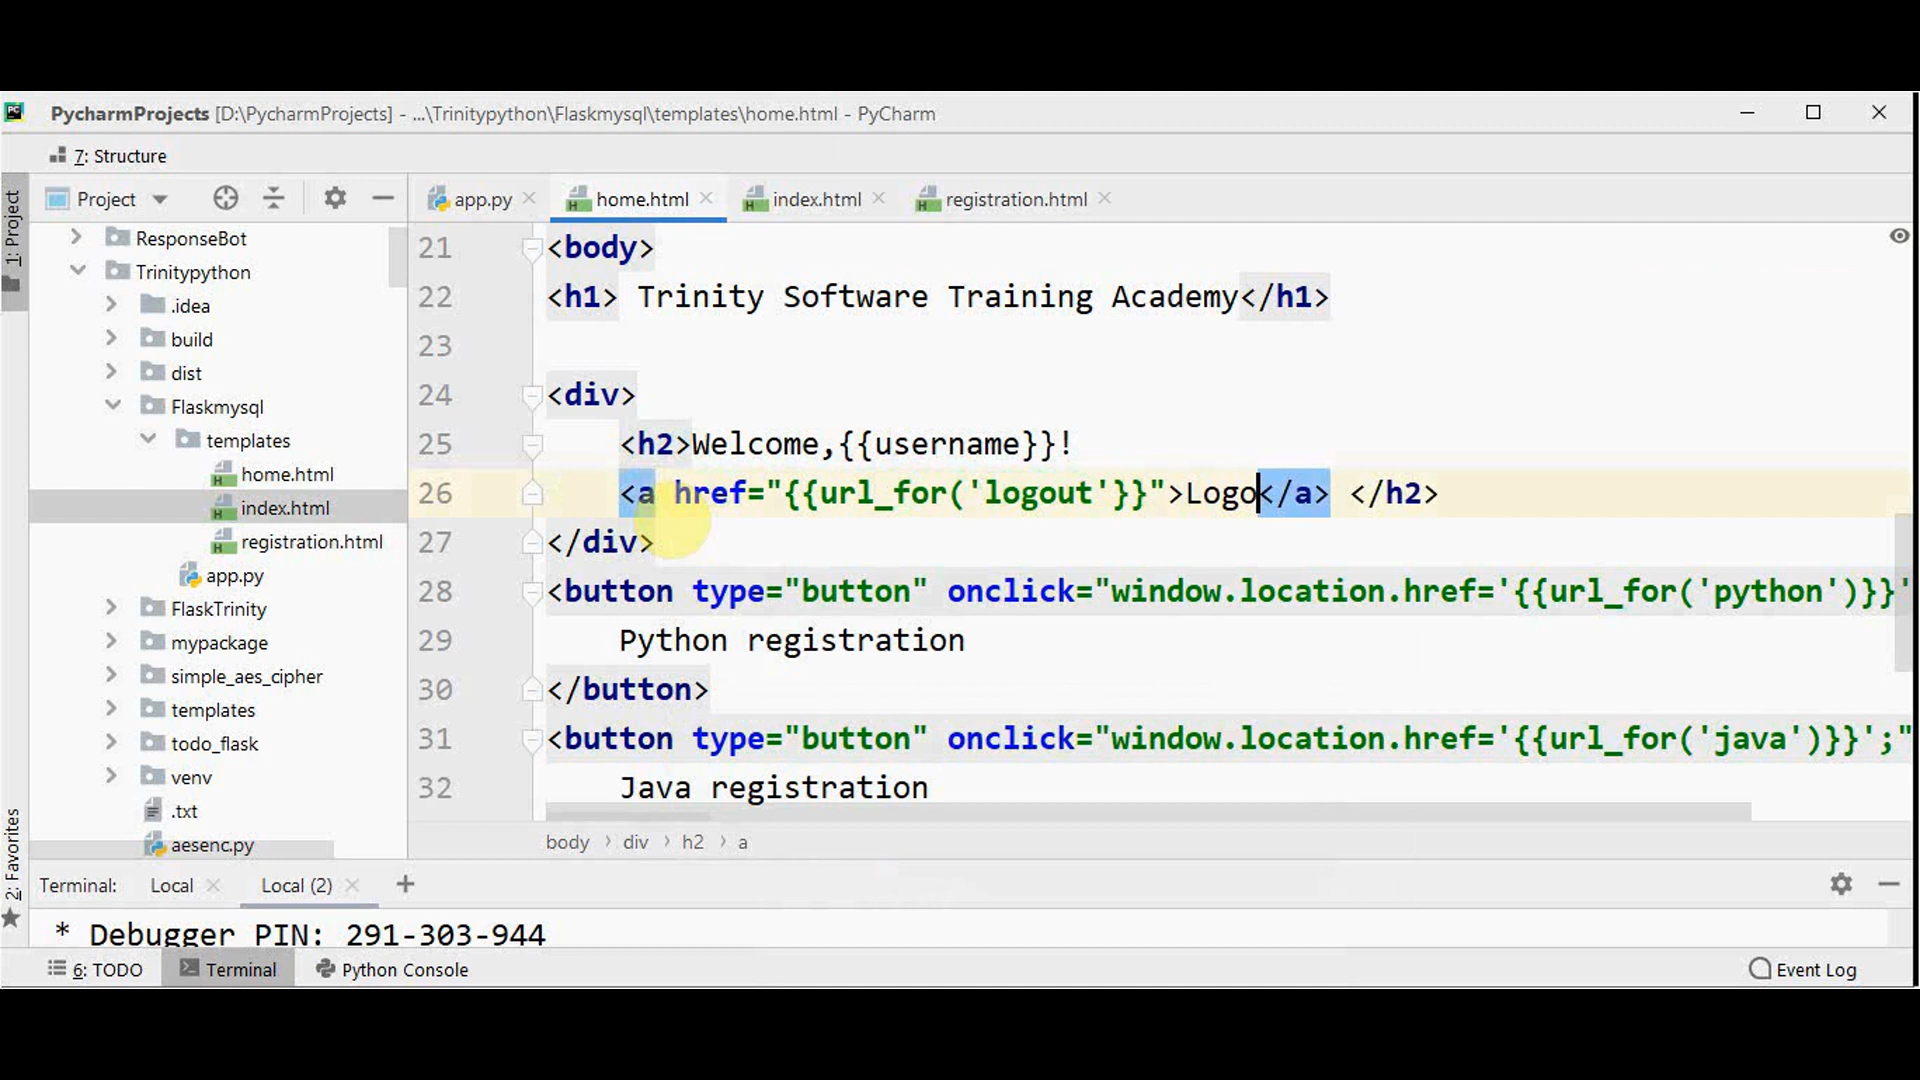 PycharmProjects [D:\PycharmProjects] - ...\Trinitypython\Flaskmysql\templates\home.html - PyCharm
7: Structure
1: Project
Project
app.py
home.html
index.html
registration.html
ResponseBot
Trinitypython
.idea
build
dist
Flaskmysql
templates
home.html
index.html
registration.html
app.py
FlaskTrinity
mypackage
simple_aes_cipher
templates
todo_flask
venv
.txt
aesenc.py
21 <body>
22 <h1> Trinity Software Training Academy</h1>
23
24 <div>
25 <h2>Welcome,{{username}}!
26 <a href="{{url_for('logout'}}">Logo</a> </h2>
27 </div>
28 <button type="button" onclick="window.location.href='{{url_for('python')}}'
29 Python registration
30 </button>
31 <button type="button" onclick="window.location.href='{{url_for('java')}}';"
32 Java registration
body › div › h2 › a
2: Favorites
Terminal: Local Local (2) +
* Debugger PIN: 291-303-944
6: TODO Terminal Python Console Event Log